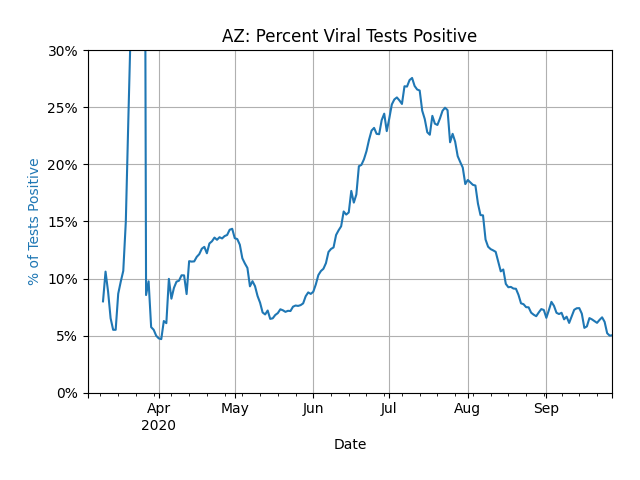 AZ: Percent Viral Tests Positive
30%
25%
20%
15%
10%
5%
0%
% of Tests Positive
Apr May Jun Jul Aug Sep
2020
Date